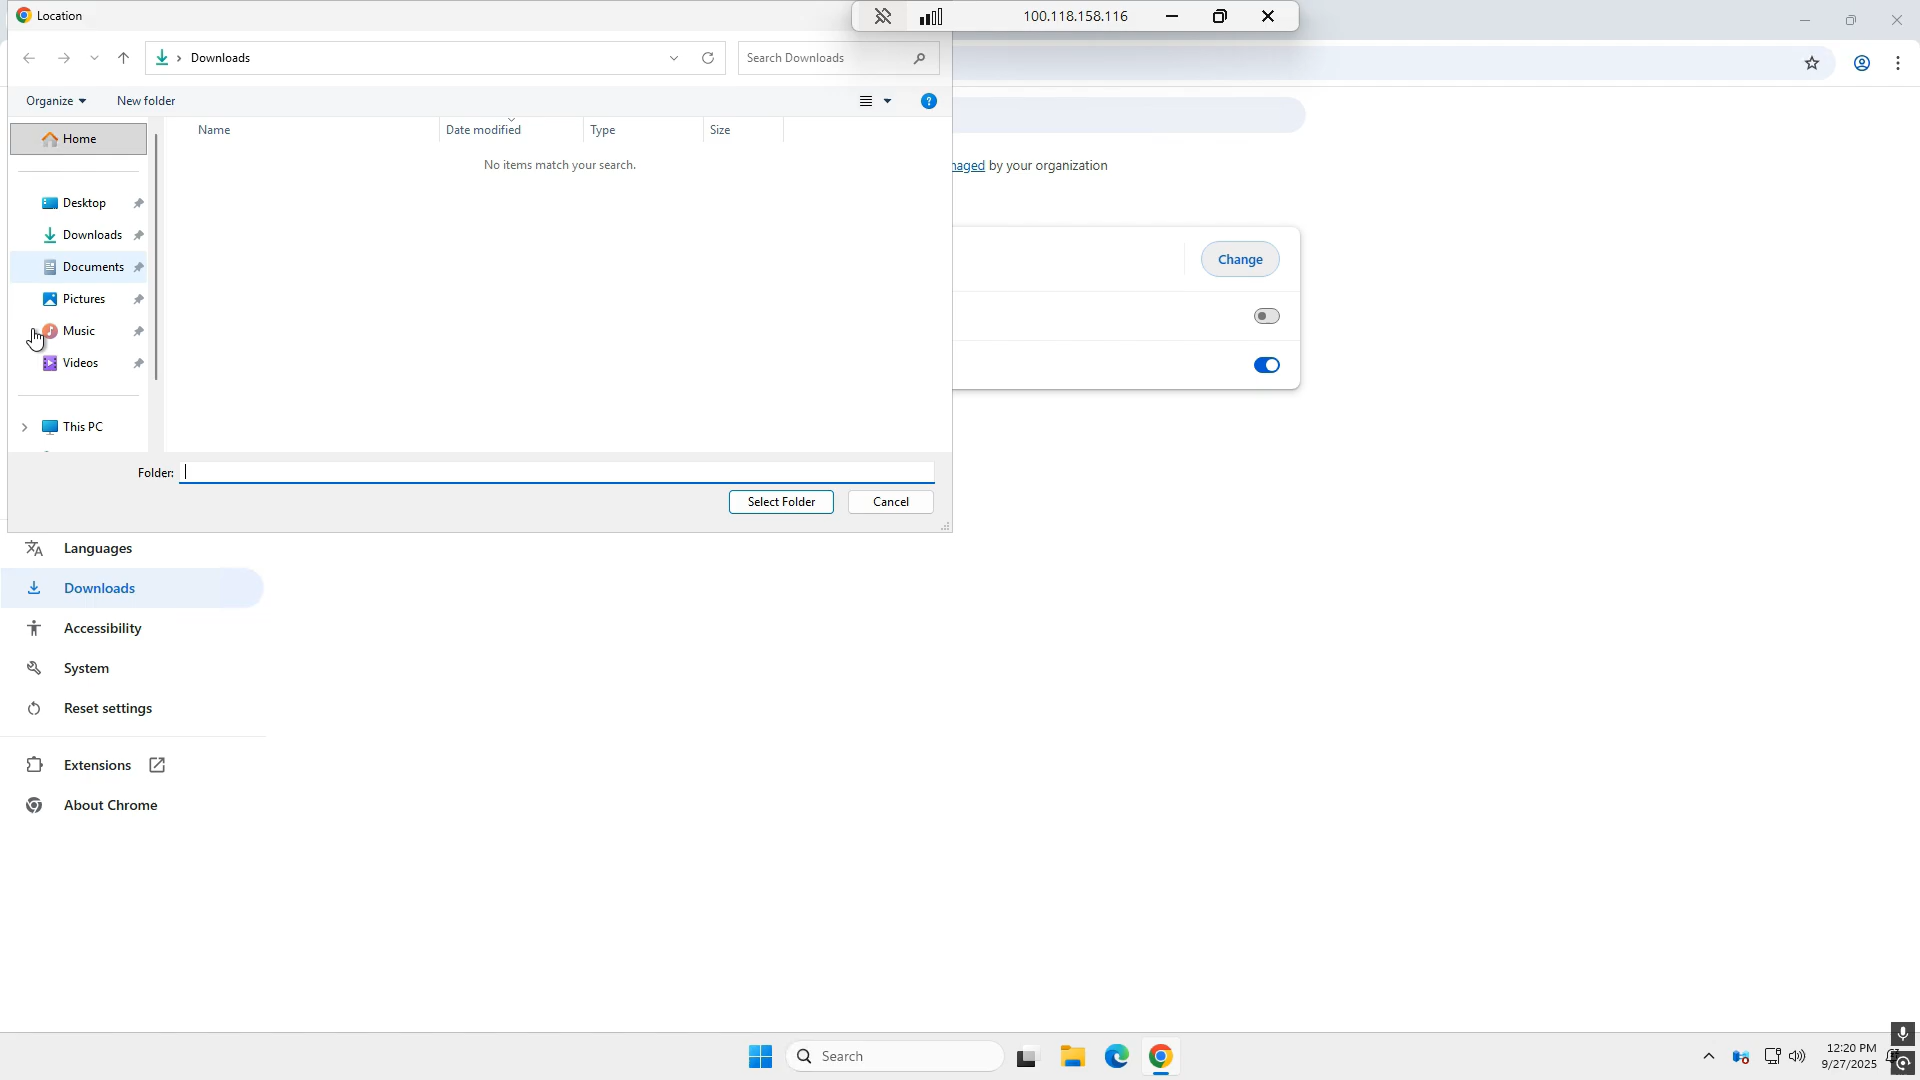 Location
100.118.158.116
Downloads
Search Downloads
Organize
New folder
Name
Date modified
Type
Size
No items match your search.
Home
Desktop
Downloads
Documents
Pictures
Music
Videos
This PC
Folder:
Select Folder
Cancel
naged by your organization
Change
Languages
Downloads
Accessibility
System
Reset settings
Extensions
About Chrome
Search
12:20 PM
9/27/2025